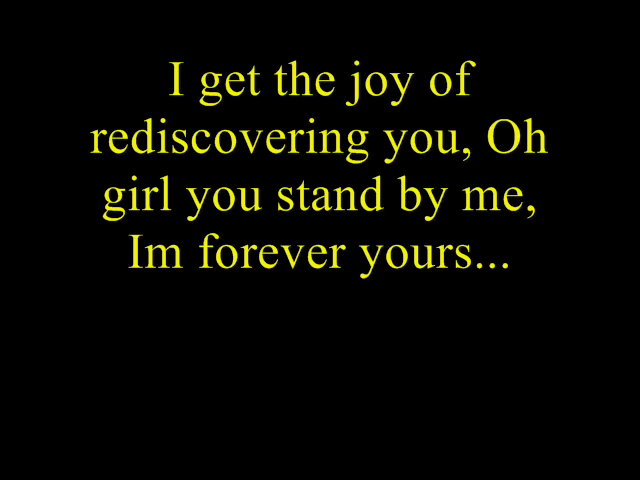 I get the joy of
rediscovering you, Oh
girl you stand by me,
Im forever yours...